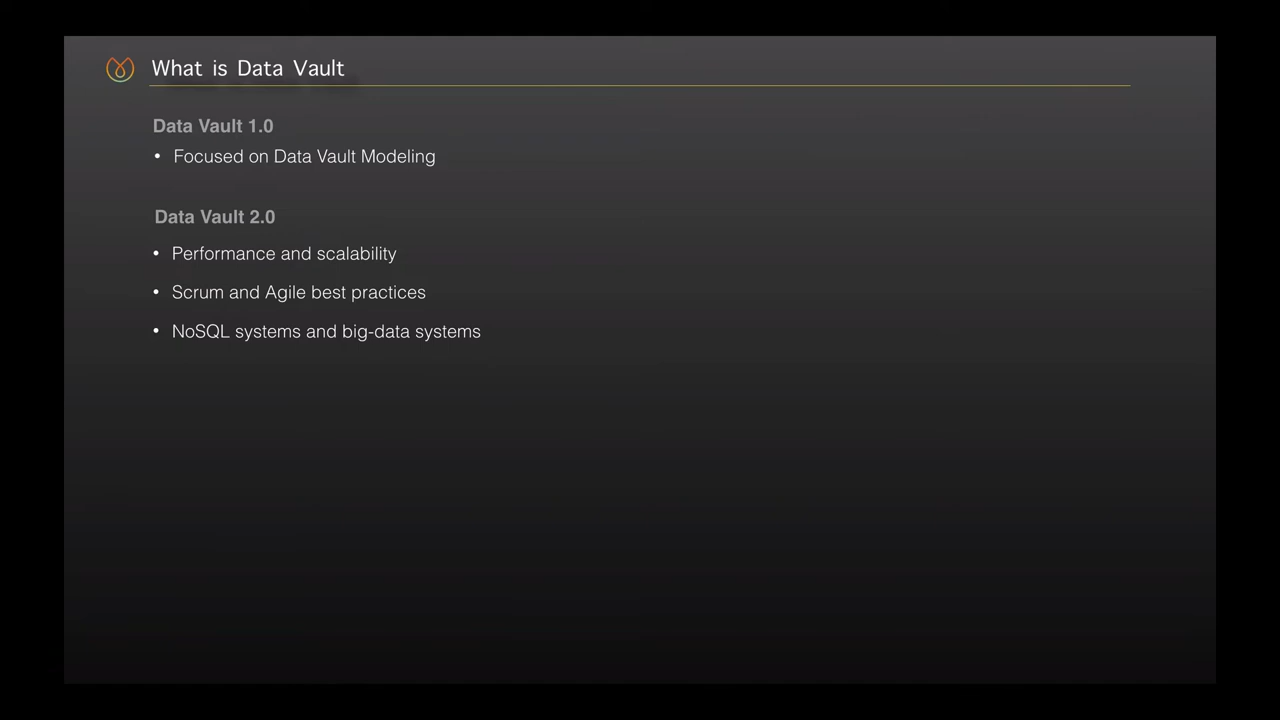 What is Data Vault
Data Vault 1.0
• Focused on Data Vault Modeling
Data Vault 2.0
• Performance and scalability
• Scrum and Agile best practices
• NoSQL systems and big-data systems